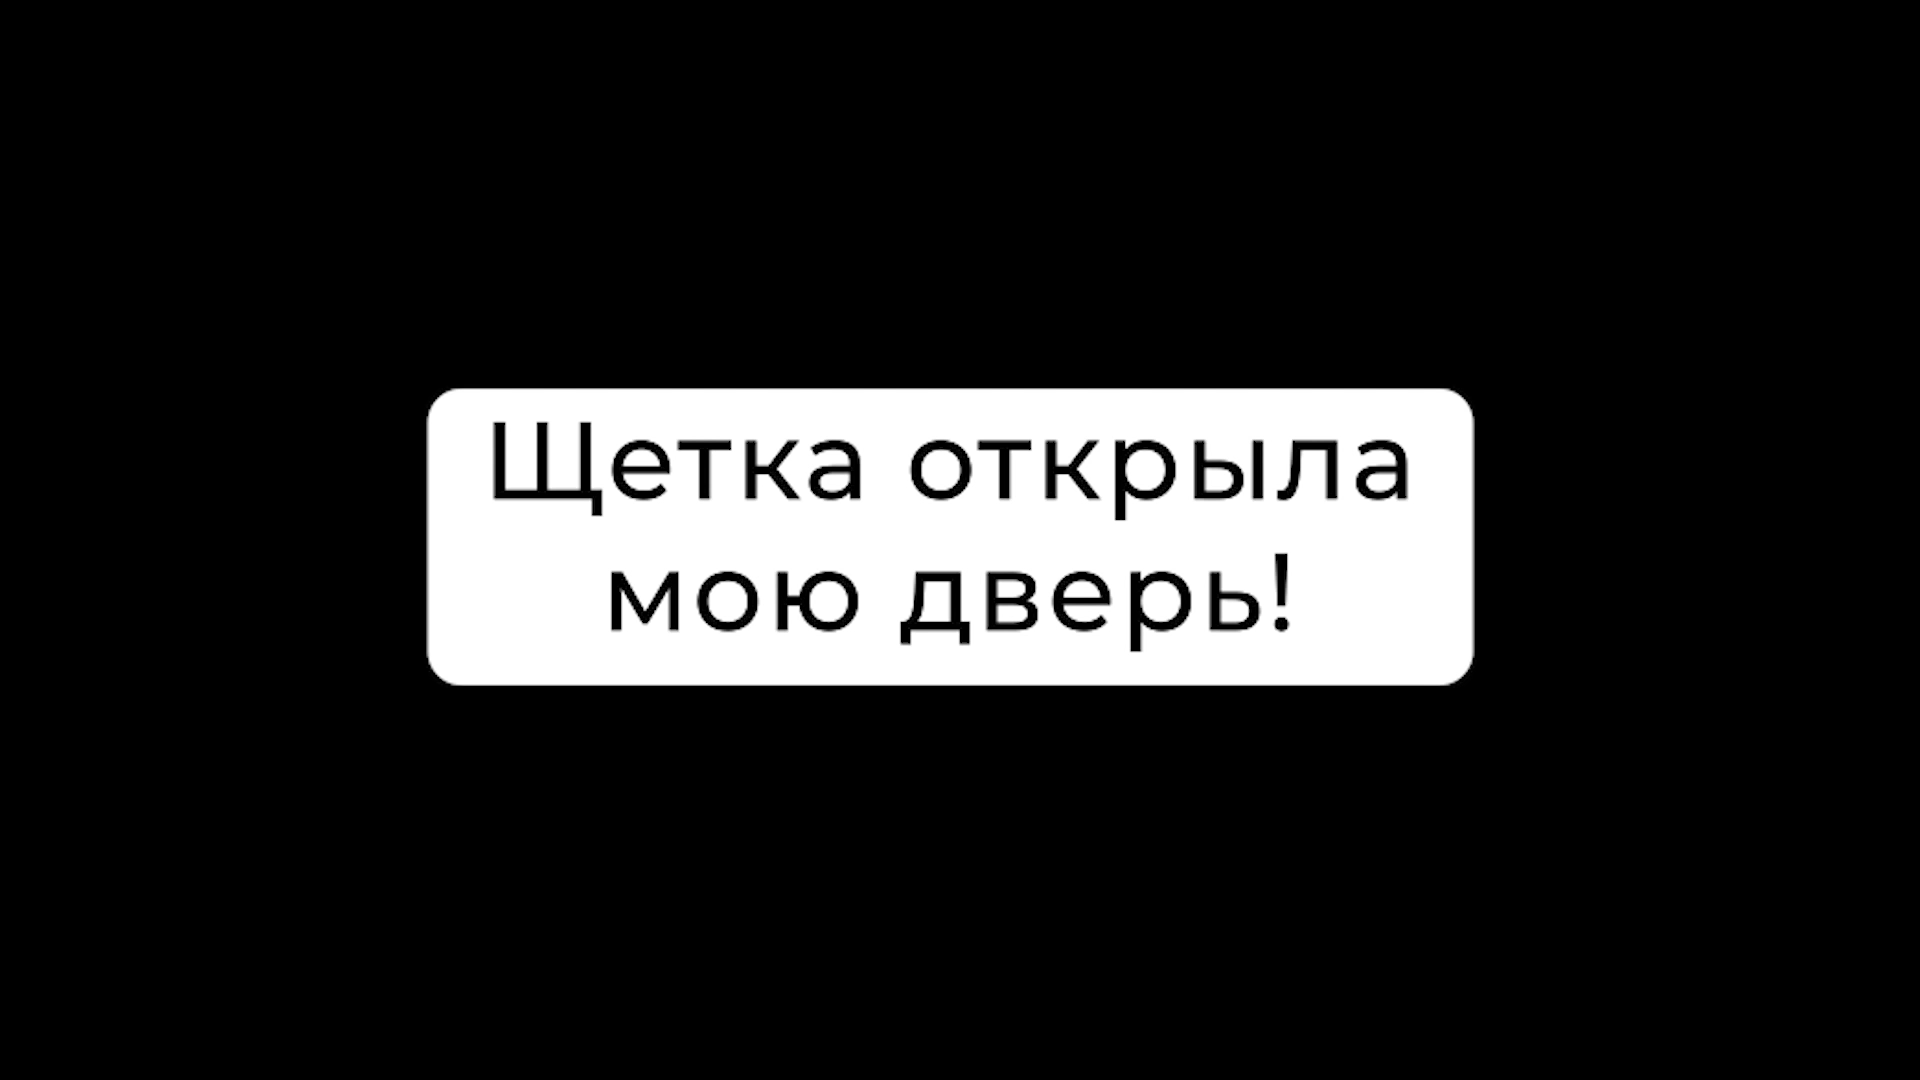 Щетка открыла
мою дверь!